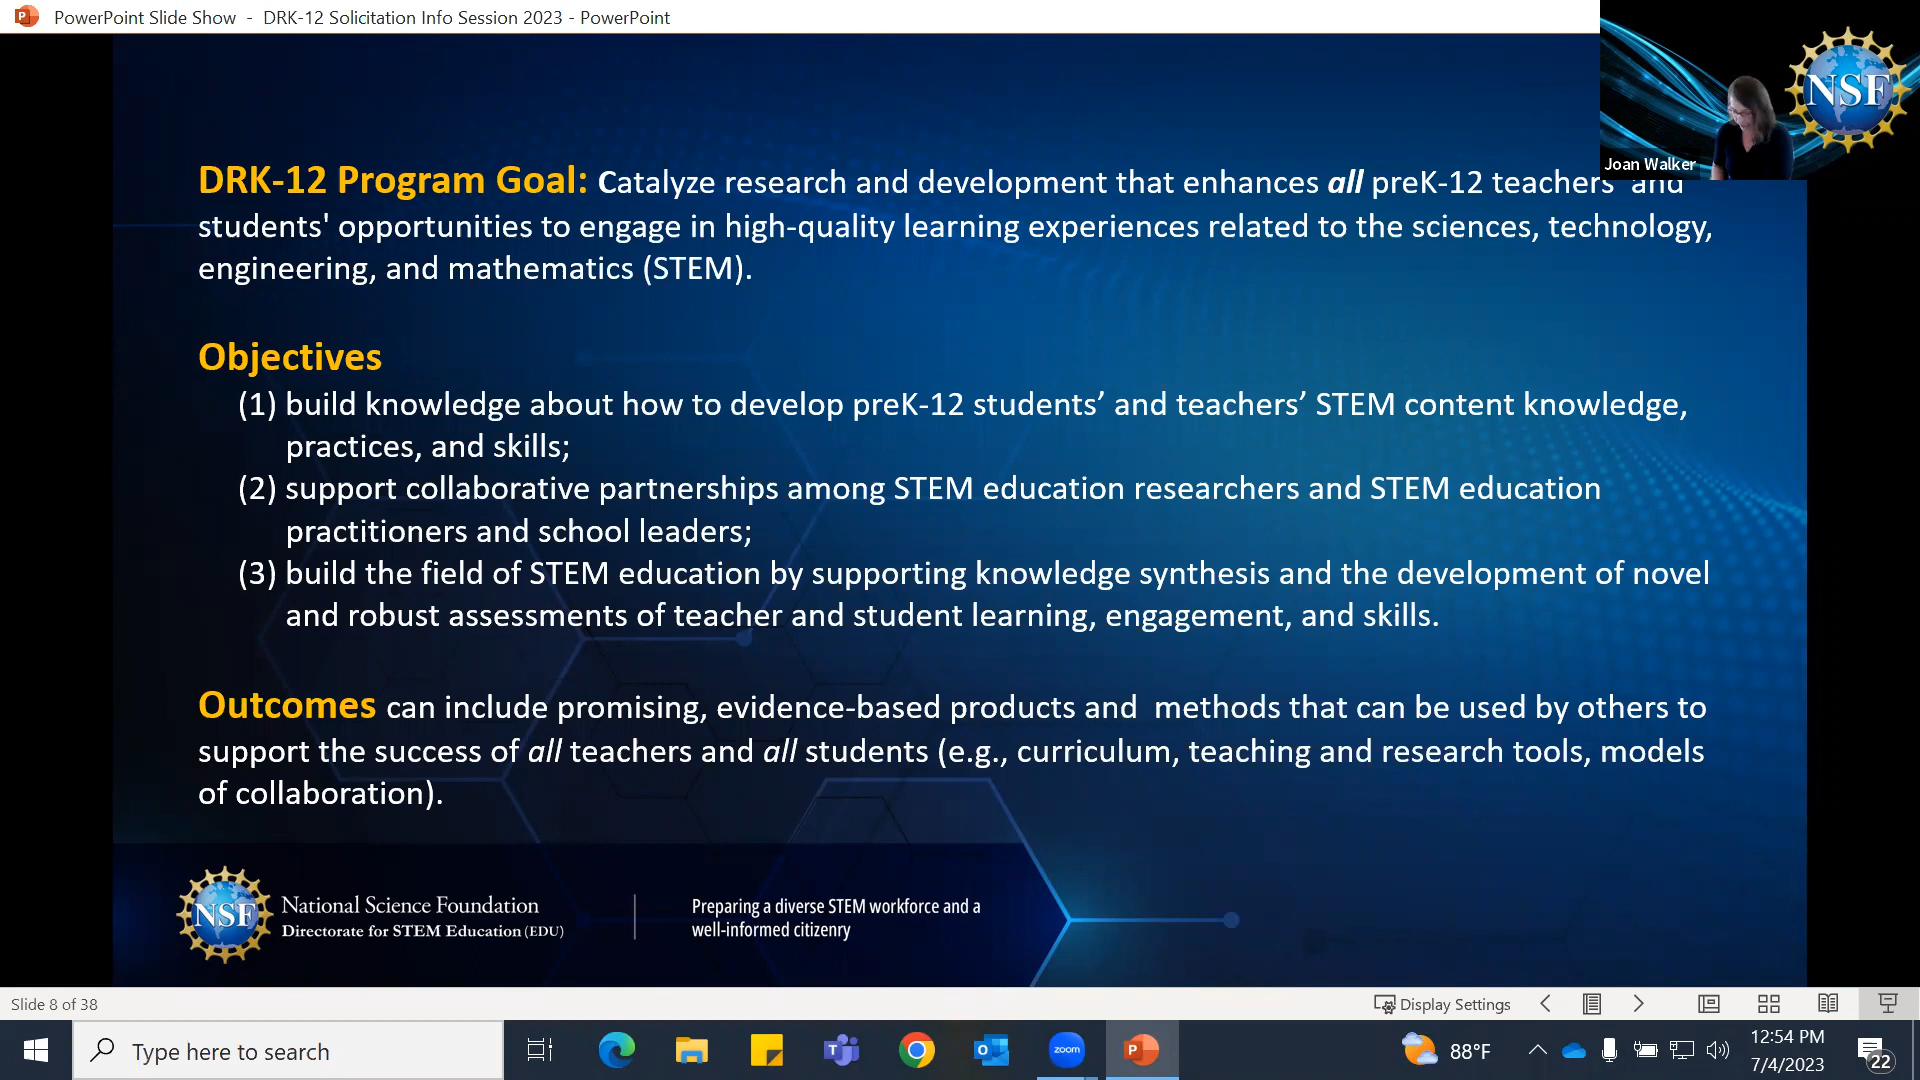 PowerPoint Slide Show - DRK-12 Solicitation Info Session 2023 - PowerPoint
NSF
Joan Walker
DRK-12 Program Goal: Catalyze research and development that enhances all preK-12 teachers' and
students' opportunities to engage in high-quality learning experiences related to the sciences, technology,
engineering, and mathematics (STEM).
Objectives
(1) build knowledge about how to develop preK-12 students’ and teachers’ STEM content knowledge,
practices, and skills;
(2) support collaborative partnerships among STEM education researchers and STEM education
practitioners and school leaders;
(3) build the field of STEM education by supporting knowledge synthesis and the development of novel
and robust assessments of teacher and student learning, engagement, and skills.
Outcomes can include promising, evidence-based products and  methods that can be used by others to
support the success of all teachers and all students (e.g., curriculum, teaching and research tools, models
of collaboration).
NSF
National Science Foundation
Directorate for STEM Education (EDU)
Preparing a diverse STEM workforce and a
well-informed citizenry
Slide 8 of 38
Display Settings
Type here to search
zoom
88°F
12:54 PM
7/4/2023
22